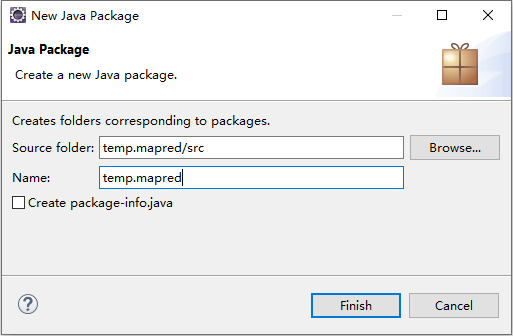 New Java Package
Java Package
Create a new Java package.
Creates folders corresponding to packages.
Source folder: temp.mapred/src Browse...
Name: temp.mapred
Create package-info.java
? Finish Cancel